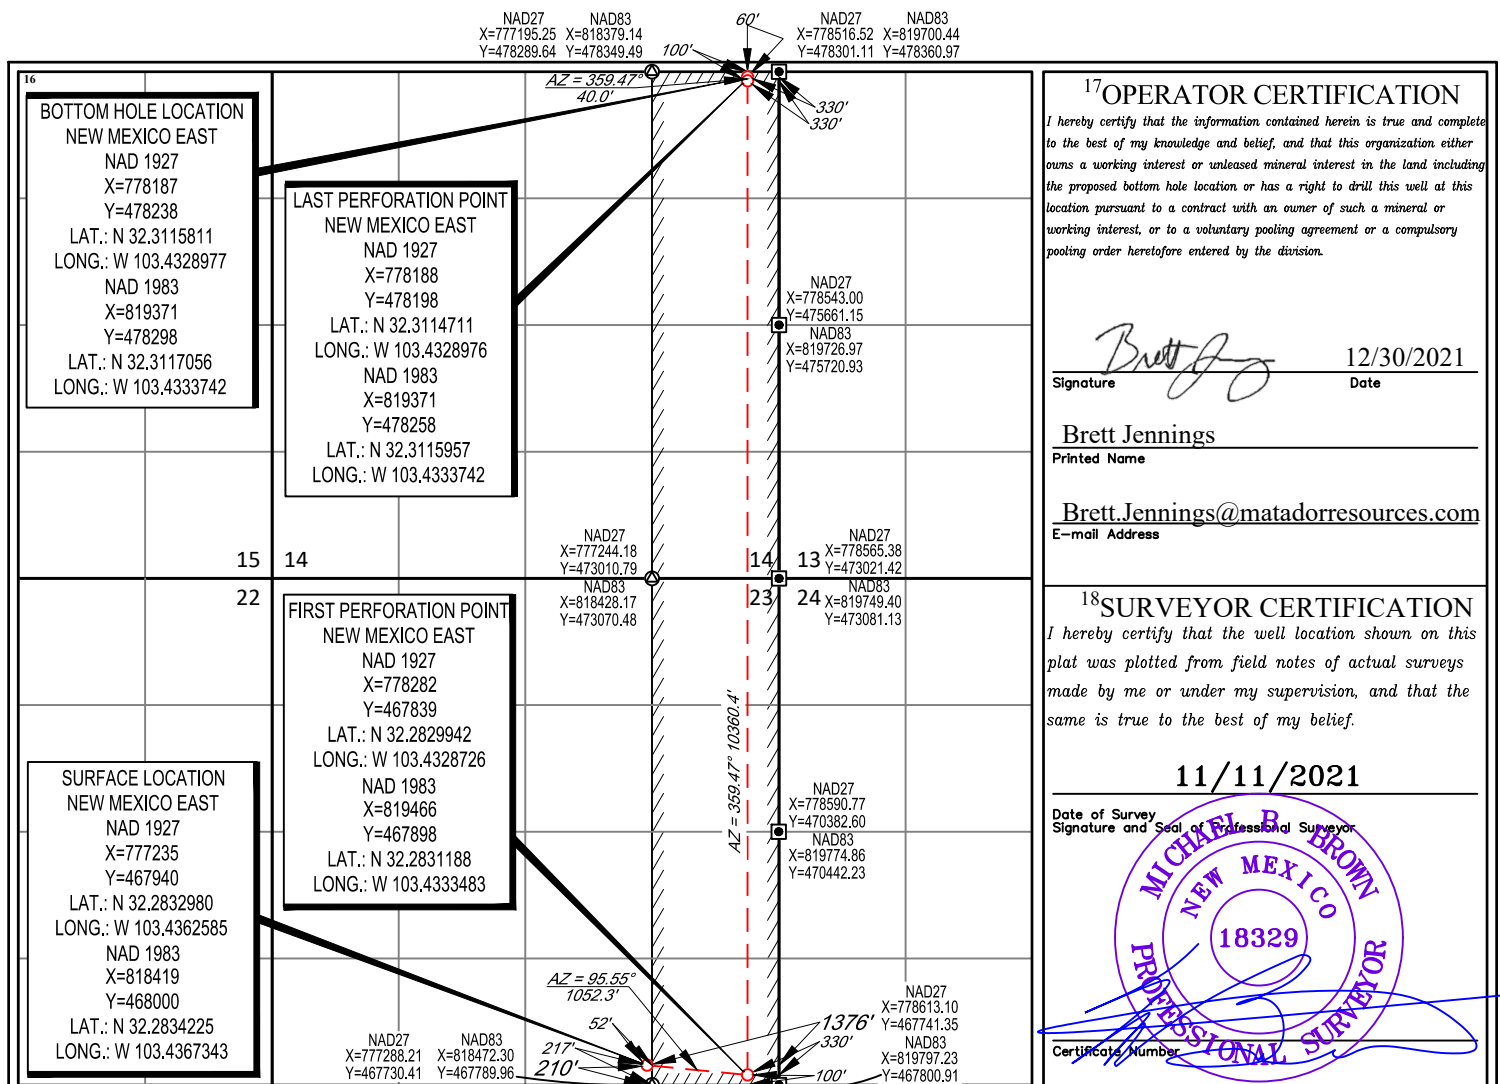 NAD27
X=777195.25
Y=478289.64
NAD83
X=818379.14
Y=478349.49
100'
60'
NAD27
X=778516.52
Y=478301.11
NAD83
X=819700.44
Y=478360.97
16
AZ = 359.47°
40.0'
330'
330'
BOTTOM HOLE LOCATION
NEW MEXICO EAST
NAD 1927
X=778187
Y=478238
LAT.: N 32.3115811
LONG.: W 103.4328977
NAD 1983
X=819371
Y=478298
LAT.: N 32.3117056
LONG.: W 103.4333742
LAST PERFORATION POINT
NEW MEXICO EAST
NAD 1927
X=778188
Y=478198
LAT.: N 32.3114711
LONG.: W 103.4328976
NAD 1983
X=819371
Y=478258
LAT.: N 32.3115957
LONG.: W 103.4333742
NAD27
X=778543.00
Y=475661.15
NAD83
X=819726.97
Y=475720.93
15 14
22
NAD27
X=777244.18
Y=473010.79
NAD83
X=818428.17
Y=473070.48
14 13
23 24
NAD27
X=778565.38
Y=473021.42
NAD83
X=819749.40
Y=473081.13
FIRST PERFORATION POINT
NEW MEXICO EAST
NAD 1927
X=778282
Y=467839
LAT.: N 32.2829942
LONG.: W 103.4328726
NAD 1983
X=819466
Y=467898
LAT.: N 32.2831188
LONG.: W 103.4333483
AZ = 359.47° 10360.4'
NAD27
X=778590.77
Y=470382.60
NAD83
X=819774.86
Y=470442.23
SURFACE LOCATION
NEW MEXICO EAST
NAD 1927
X=777235
Y=467940
LAT.: N 32.2832980
LONG.: W 103.4362585
NAD 1983
X=818419
Y=468000
LAT.: N 32.2834225
LONG.: W 103.4367343
AZ = 95.55°
1052.3'
52'
217'
210'
NAD27
X=777288.21
Y=467730.41
NAD83
X=818472.30
Y=467789.96
1376'
330'
100'
NAD27
X=778613.10
Y=467741.35
NAD83
X=819797.23
Y=467800.91
17OPERATOR CERTIFICATION
I hereby certify that the information contained herein is true and complete
to the best of my knowledge and belief, and that this organization either
owns a working interest or unleased mineral interest in the land including
the proposed bottom hole location or has a right to drill this well at this
location pursuant to a contract with an owner of such a mineral or
working interest, or to a voluntary pooling agreement or a compulsory
pooling order heretofore entered by the division.
12/30/2021
Signature Date
Brett Jennings
Printed Name
Brett.Jennings@matadorresources.com
E-mail Address
18SURVEYOR CERTIFICATION
I hereby certify that the well location shown on this
plat was plotted from field notes of actual surveys
made by me or under my supervision, and that the
same is true to the best of my belief.
11/11/2021
Date of Survey
Signature and Seal of Professional Surveyor
MICHAEL B. BROWN
NEW MEXICO
18329
PROFESSIONAL SURVEYOR
Certificate Number